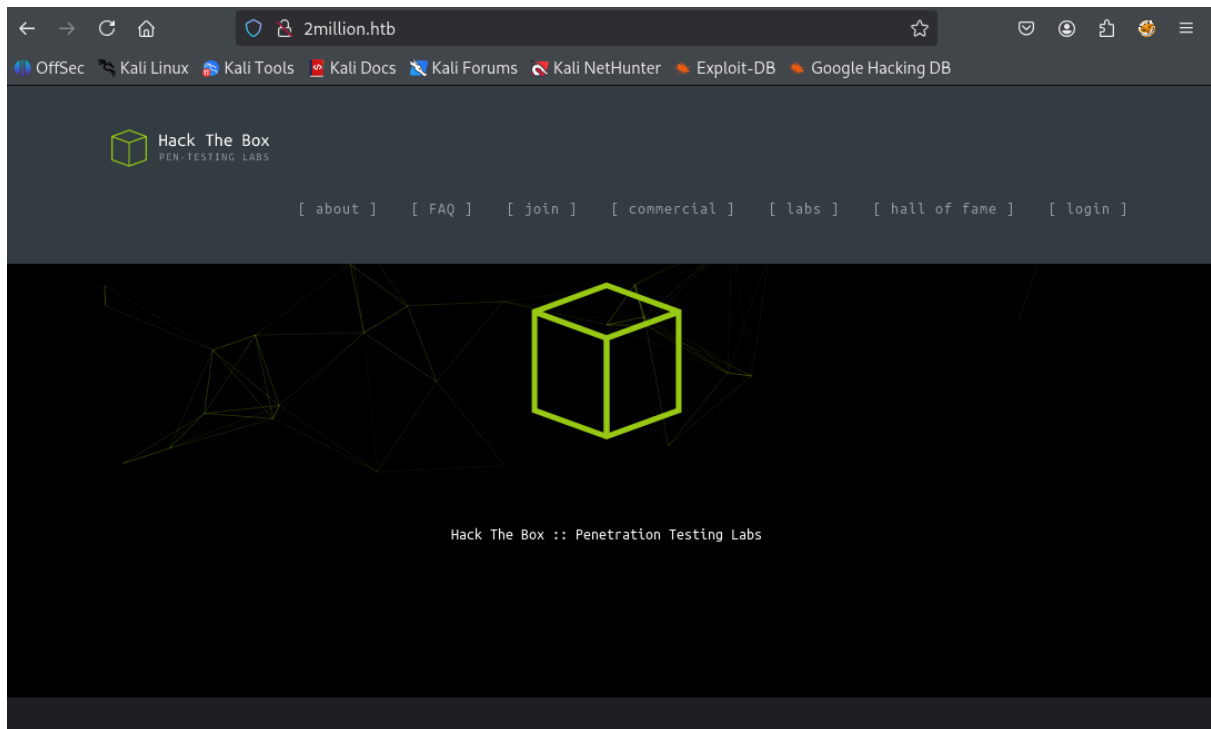 2million.htb
OffSec Kali Linux Kali Tools Kali Docs Kali Forums Kali NetHunter Exploit-DB Google Hacking DB
Hack The Box
PEN-TESTING LABS
[ about ] [ FAQ ] [ join ] [ commercial ] [ labs ] [ hall of fame ] [ login ]
Hack The Box :: Penetration Testing Labs